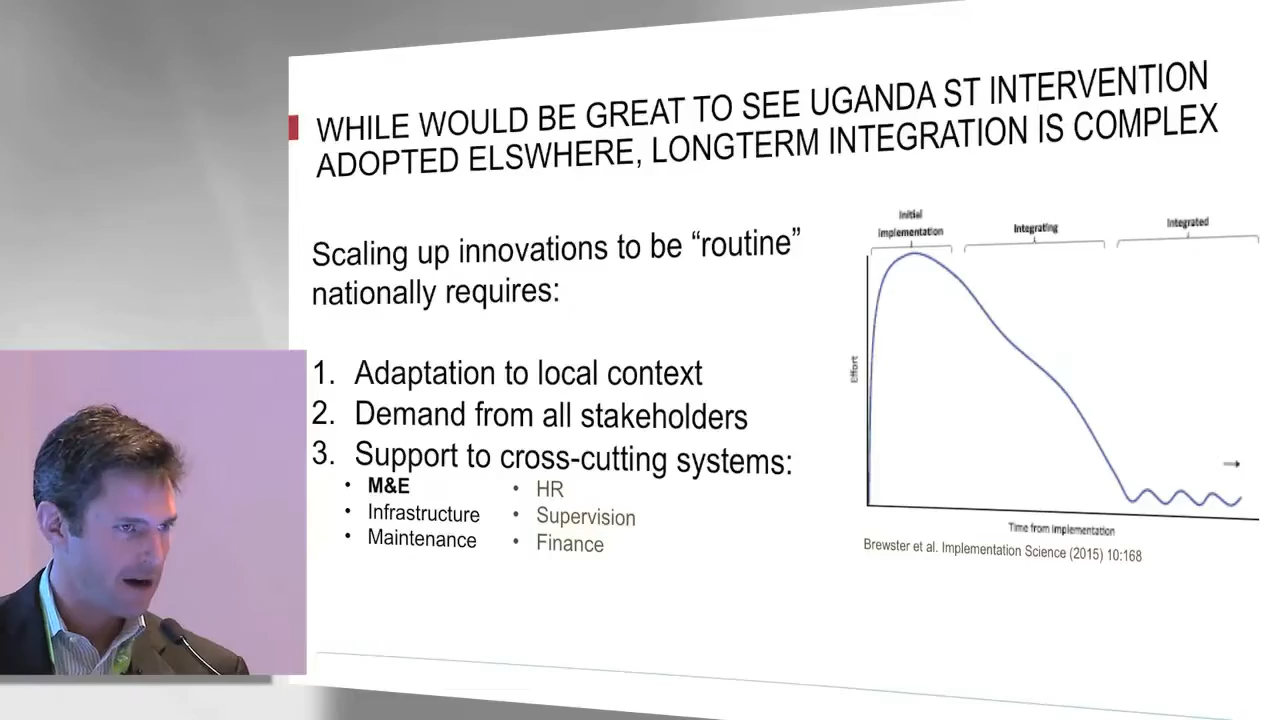 WHILE WOULD BE GREAT TO SEE UGANDA ST INTERVENTION
ADOPTED ELSWHERE, LONGTERM INTEGRATION IS COMPLEX
Scaling up innovations to be “routine”
nationally requires:
1. Adaptation to local context
2. Demand from all stakeholders
3. Support to cross-cutting systems:
• M&E
• Infrastructure
• Maintenance
• HR
• Supervision
• Finance
Initial
implementation
Integrating
Integrated
Effort
Time from implementation
Brewster et al. Implementation Science (2015) 10:168